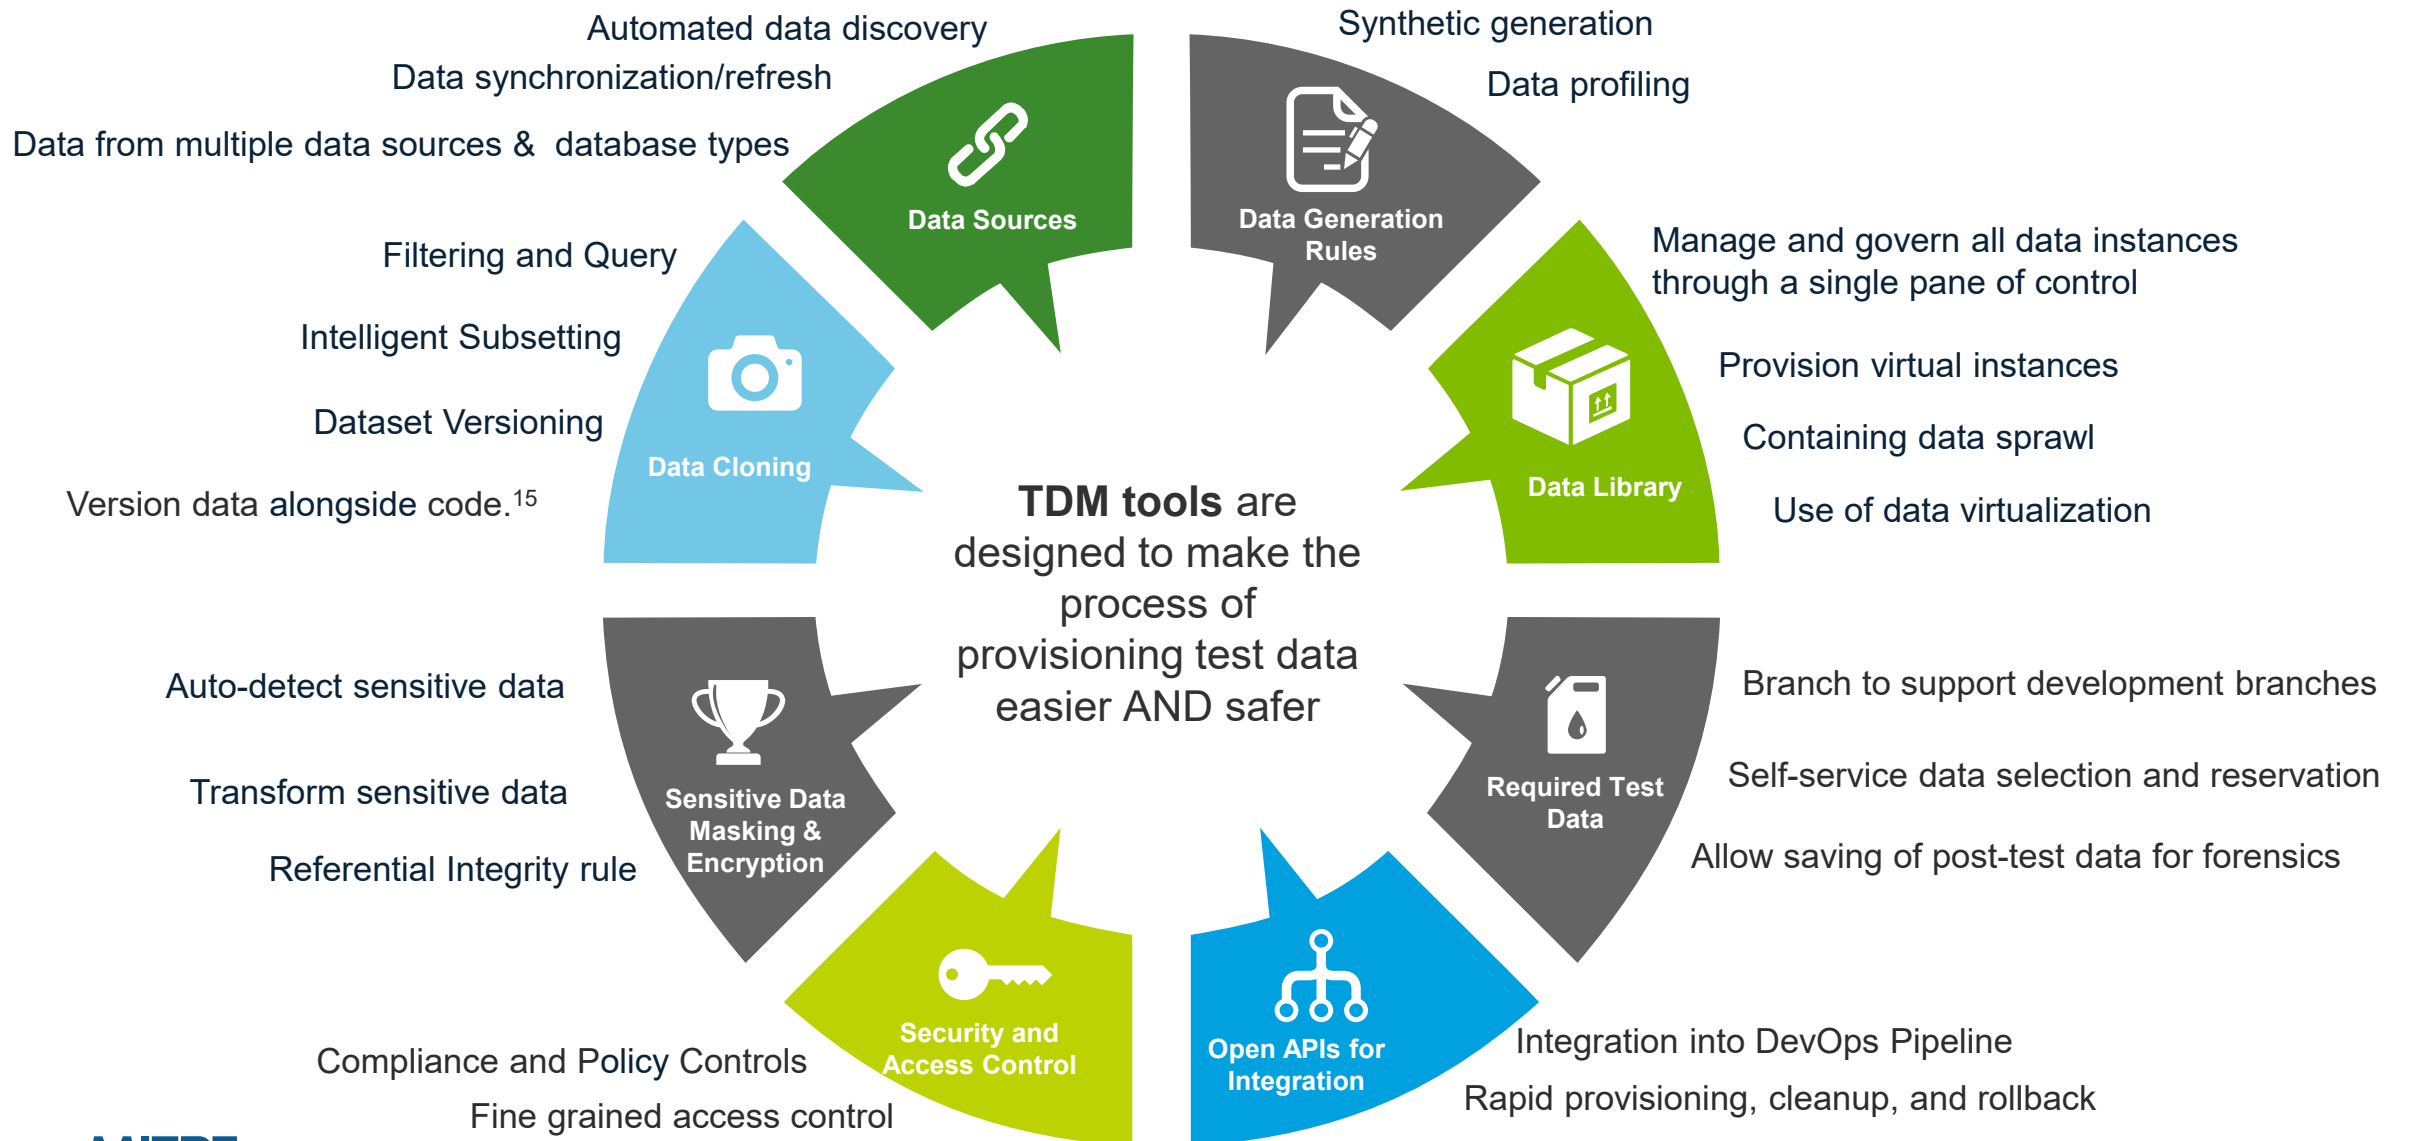 Automated data discovery
Data synchronization/refresh
Data from multiple data sources &  database types
Data Sources
Synthetic generation
Data profiling
Data Generation
Rules
Manage and govern all data instances
through a single pane of control
Provision virtual instances
Containing data sprawl
Use of data virtualization
Data Library
Filtering and Query
Intelligent Subsetting
Dataset Versioning
Version data alongside code.15
Data Cloning
TDM tools are
designed to make the
process of
provisioning test data
easier AND safer
Auto-detect sensitive data
Transform sensitive data
Referential Integrity rule
Sensitive Data
Masking &
Encryption
Branch to support development branches
Self-service data selection and reservation
Allow saving of post-test data for forensics
Required Test
Data
Security and
Access Control
Compliance and Policy Controls
Fine grained access control
Open APIs for
Integration
Integration into DevOps Pipeline
Rapid provisioning, cleanup, and rollback